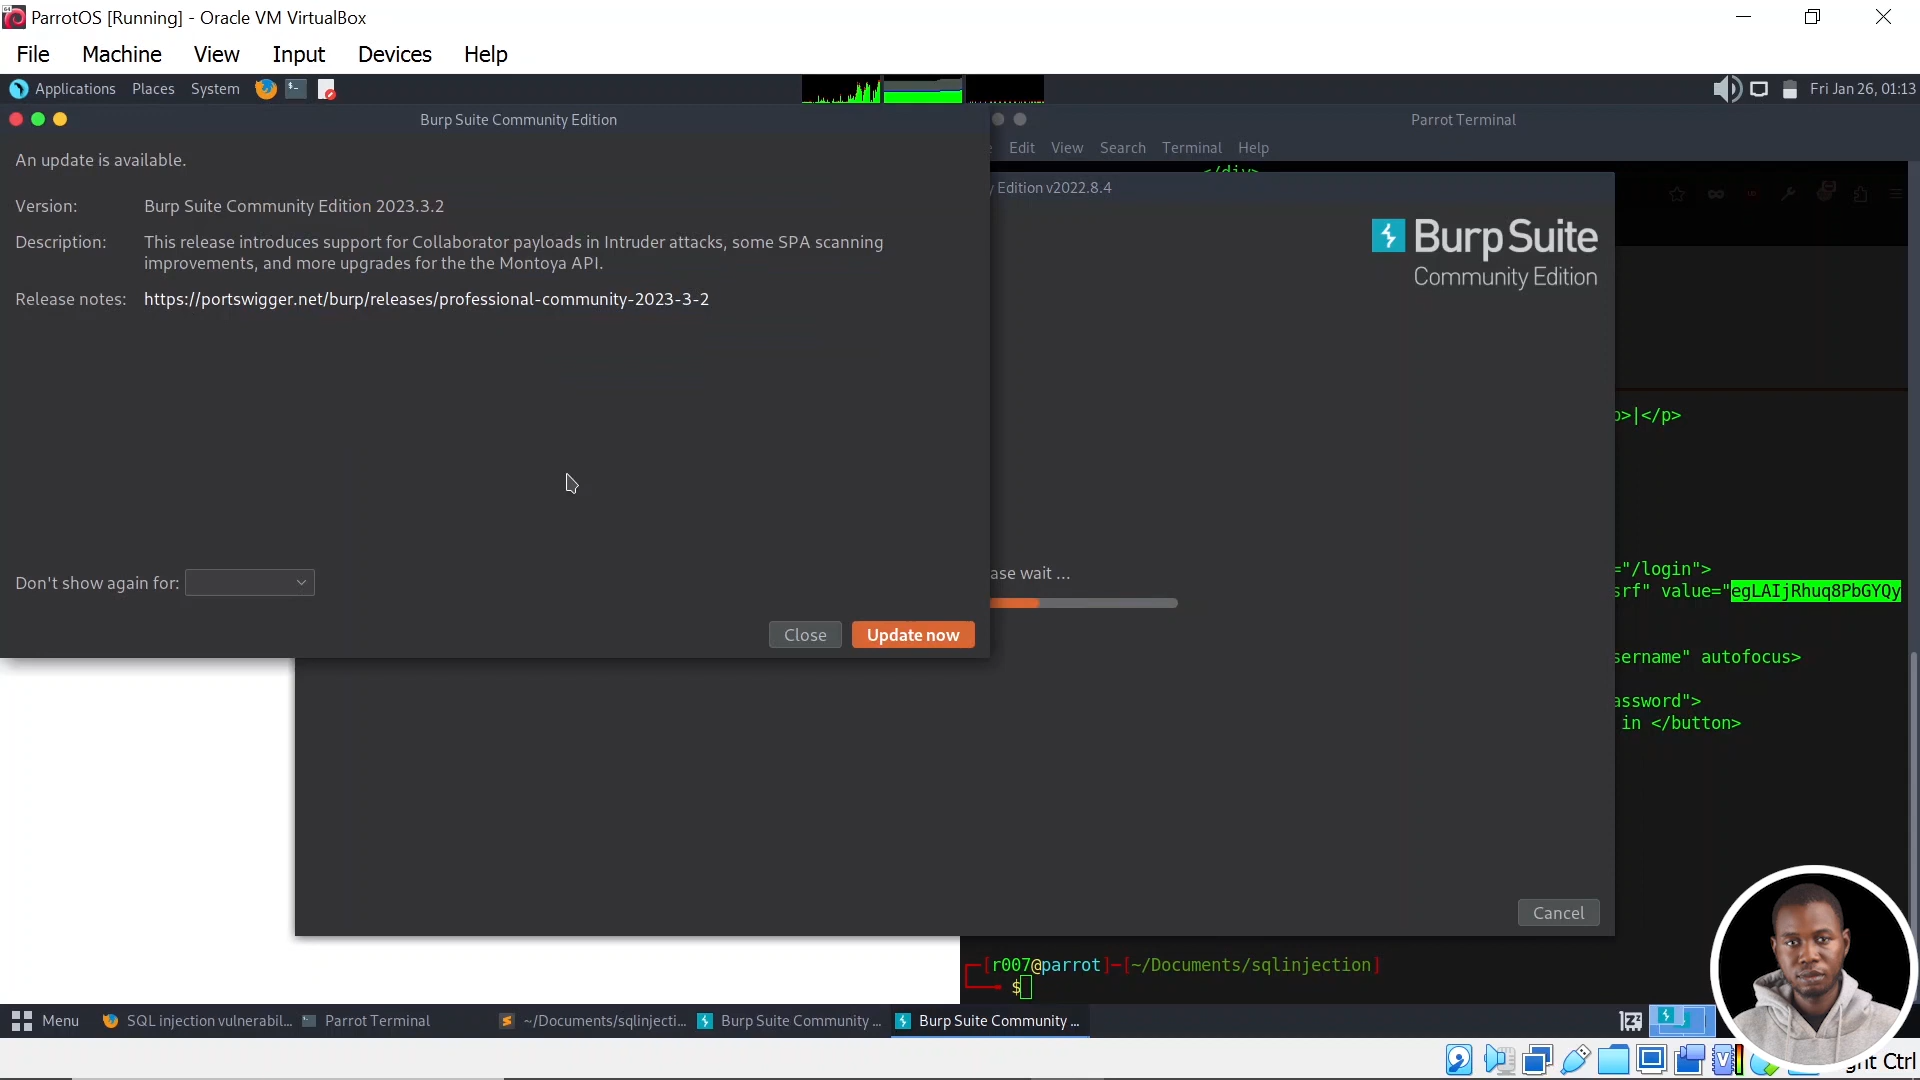 ParrotOS [Running] - Oracle VM VirtualBox
File Machine View Input Devices Help
Applications Places System
Fri Jan 26, 01:13
Burp Suite Community Edition
Parrot Terminal
Edit View Search Terminal Help
An update is available.
</div>
Version: Burp Suite Community Edition 2023.3.2
Edition v2022.8.4
Description: This release introduces support for Collaborator payloads in Intruder attacks, some SPA scanning
improvements, and more upgrades for the the Montoya API.
Release notes: https://portswigger.net/burp/releases/professional-community-2023-3-2
Burp Suite
Community Edition
>|</p>
ase wait ...
="/login">
srf" value="egLAIjRhuq8PbGYQy
Don't show again for:
Close
Update now
sername" autofocus>
assword">
in </button>
Cancel
[r007@parrot]-[~/Documents/sqlinjection]
$
Menu
SQL injection vulnerabil...
Parrot Terminal
~/Documents/sqlinjecti...
Burp Suite Community ...
Burp Suite Community ...
ght Ctrl